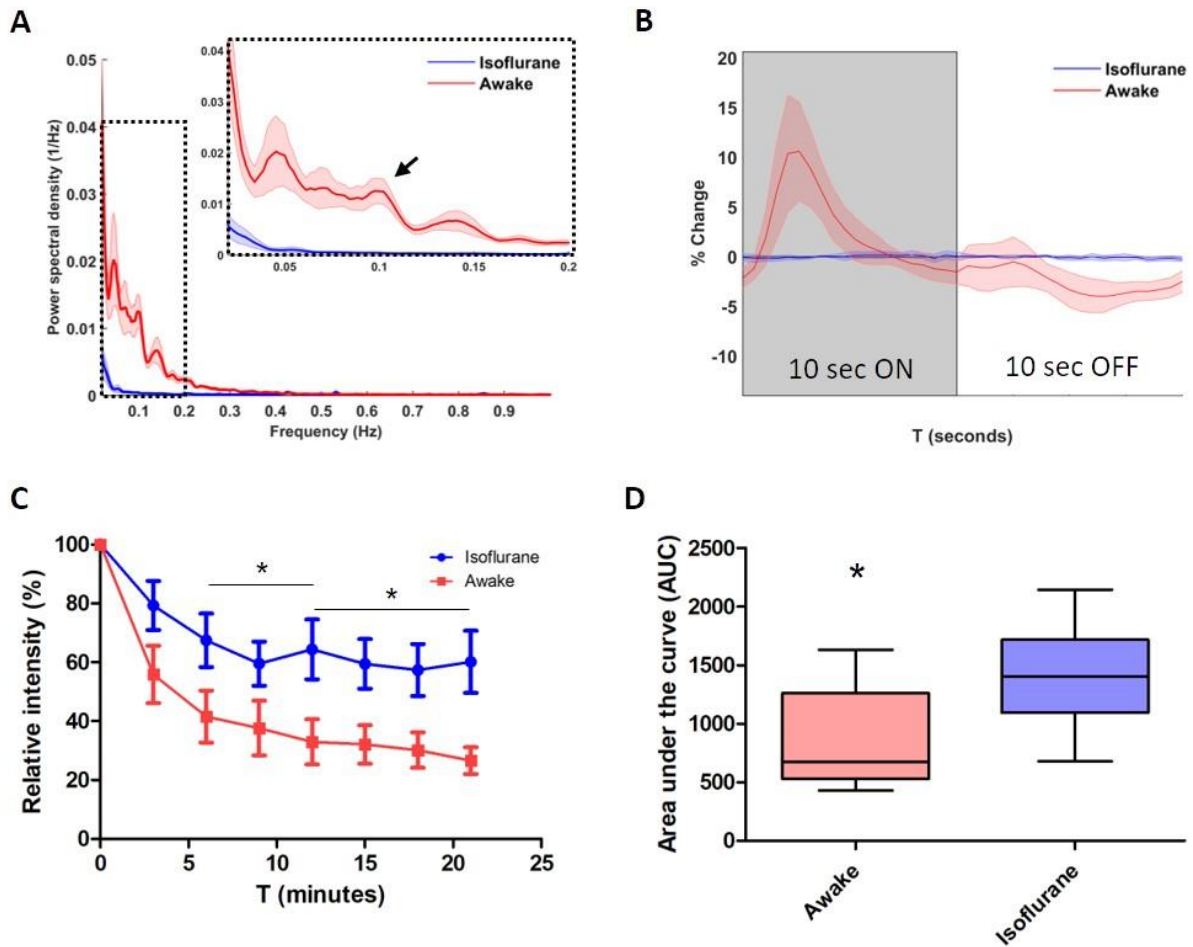 A
Power spectral density (1/Hz)
0.05
0.04
0.03
0.02
0.01
0
0.1 0.2 0.3 0.4 0.5 0.6 0.7 0.8 0.9
Frequency (Hz)
0.04
0.03
0.02
0.01
0
0.05 0.1 0.15 0.2
Isoflurane
Awake
B
% Change
20
15
10
5
0
-5
-10
Isoflurane
Awake
10 sec ON
10 sec OFF
T (seconds)
C
Relative intensity (%)
100
80
60
40
20
0
0 5 10 15 20 25
T (minutes)
Isoflurane
Awake
*
*
D
Area under the curve (AUC)
2500
2000
1500
1000
500
0
*
Awake
Isoflurane